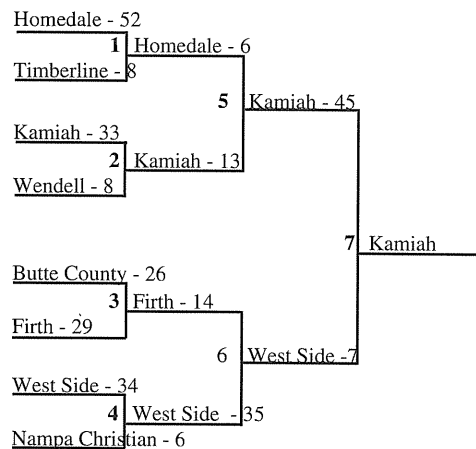 Homedale - 52
1 Homedale - 6
Timberline - 8
5 Kamiah - 45
Kamiah - 33
2 Kamiah - 13
Wendell - 8
7 Kamiah
Butte County - 26
3 Firth - 14
Firth - 29
6 West Side -7
West Side - 34
4 West Side - 35
Nampa Christian - 6